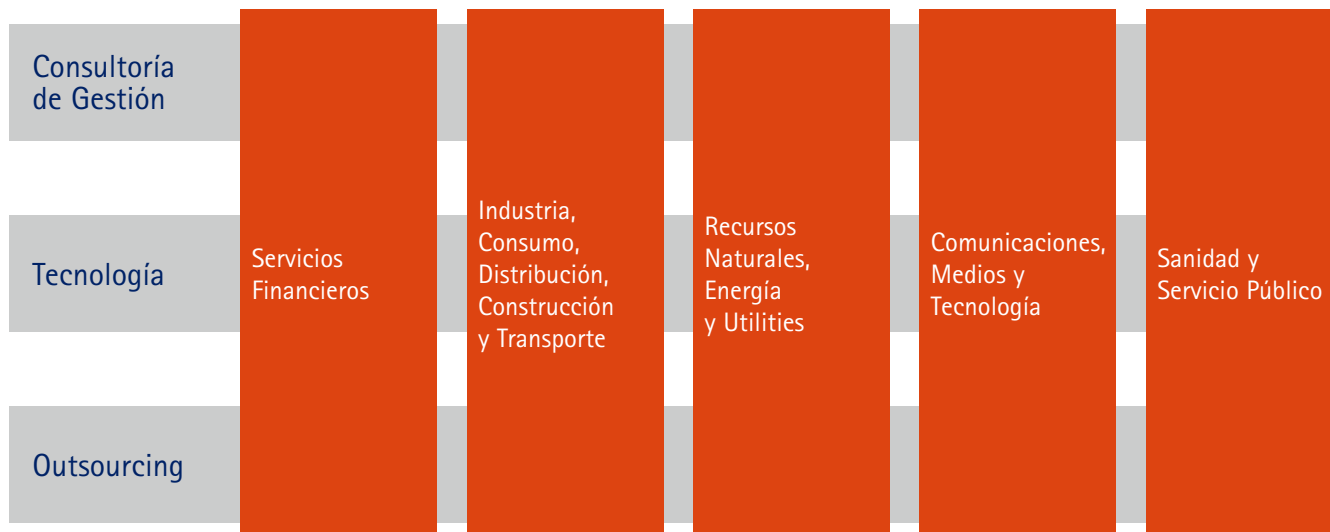 Consultoría
de Gestión
Tecnología
Outsourcing
Servicios
Financieros
Industria,
Consumo,
Distribución,
Construcción
y Transporte
Recursos
Naturales,
Energía
y Utilities
Comunicaciones,
Medios y
Tecnología
Sanidad y
Servicio Público